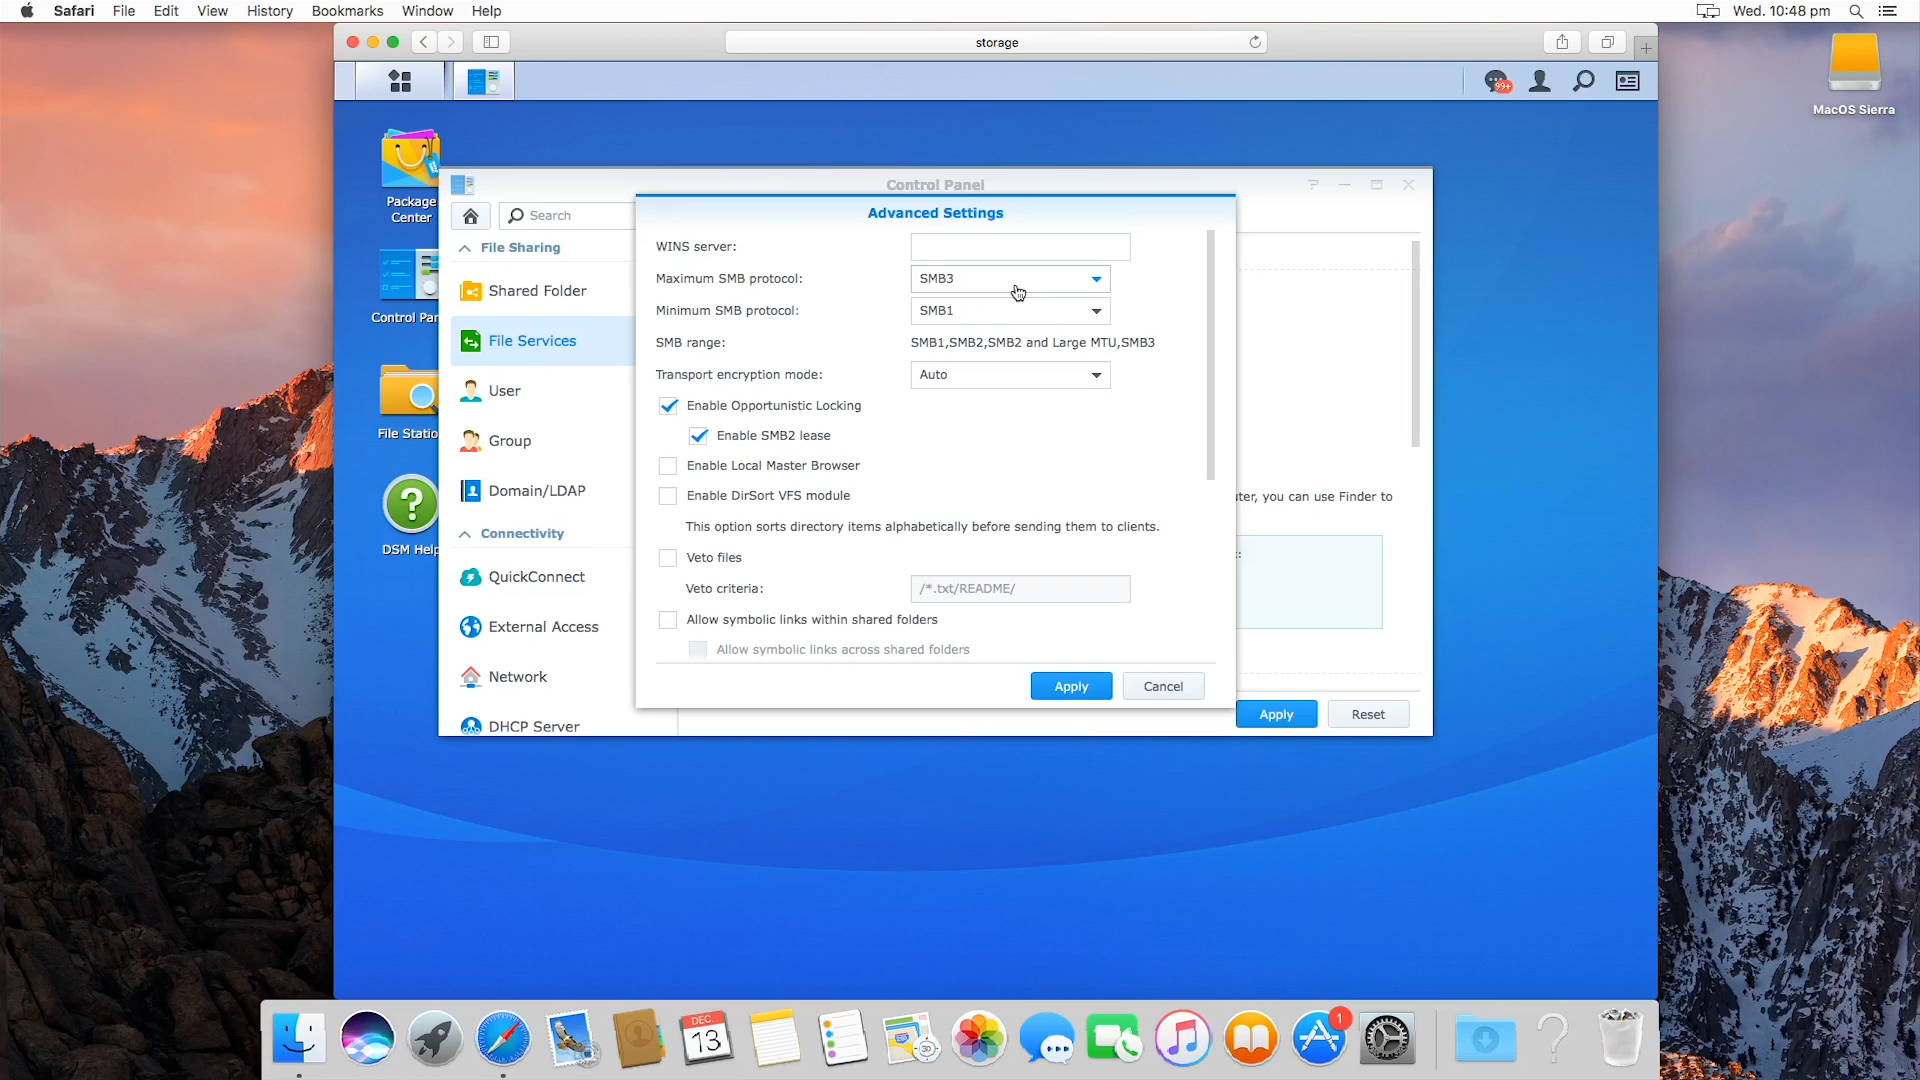 Safari File Edit View History Bookmarks Window Help
Wed. 10:48 pm
storage
MacOS Sierra
99+
Package
Center
Control Par
File Statio
DSM Help
Control Panel
Search
File Sharing
Shared Folder
File Services
User
Group
Domain/LDAP
Connectivity
QuickConnect
External Access
Network
DHCP Server
Advanced Settings
WINS server:
Maximum SMB protocol: SMB3
Minimum SMB protocol: SMB1
SMB range: SMB1,SMB2,SMB2 and Large MTU,SMB3
Transport encryption mode: Auto
Enable Opportunistic Locking
Enable SMB2 lease
Enable Local Master Browser
Enable DirSort VFS module
This option sorts directory items alphabetically before sending them to clients.
Veto files
Veto criteria: /*.txt/README/
Allow symbolic links within shared folders
Allow symbolic links across shared folders
Apply Cancel
uter, you can use Finder to
Apply Reset
DEC
13
1